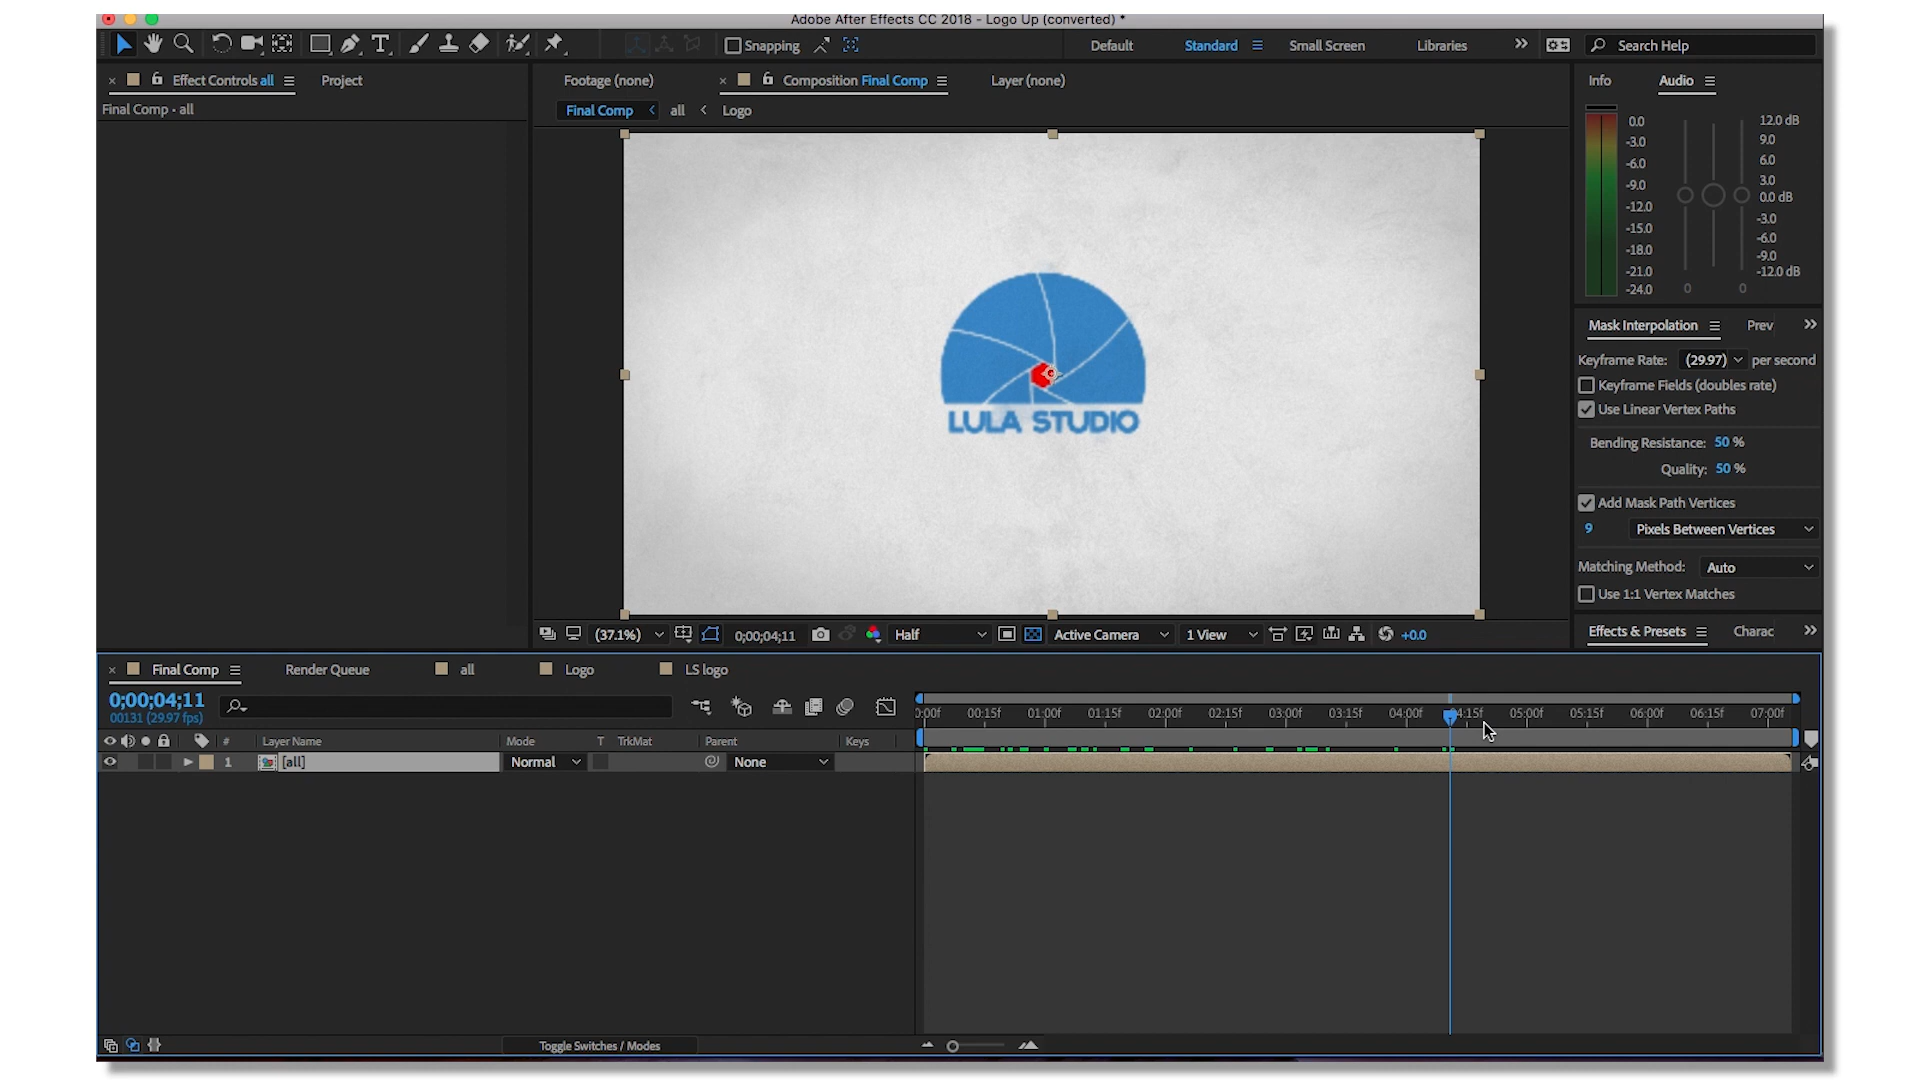 Adobe After Effects CC 2018 - Logo Up (converted) *
T Snapping Default Standard Small Screen Libraries Search Help
Effect Controls all Project
Final Comp • all
Footage (none) Composition Final Comp Layer (none)
Final Comp all Logo
Info Audio
0.0
-3.0
-6.0
-9.0
-12.0
-15.0
-18.0
-21.0
-24.0
12.0 dB
9.0
6.0
3.0
0.0 dB
-3.0
-6.0
-9.0
-12.0 dB
0 0
LULA STUDIO
Mask Interpolation Prev
Keyframe Rate: (29.97) per second
Keyframe Fields (doubles rate)
Use Linear Vertex Paths
Bending Resistance: 50 %
Quality: 50 %
Add Mask Path Vertices
9 Pixels Between Vertices
Matching Method: Auto
Use 1:1 Vertex Matches
Effects & Presets Charac
(37.1%) 0;00;04;11 Half Active Camera 1 View +0.0
Final Comp Render Queue all Logo LS logo
0;00;04;11
00131 (29.97 fps)
:00f 00:15f 01:00f 01:15f 02:00f 02:15f 03:00f 03:15f 04:00f 04:15f 05:00f 05:15f 06:00f 06:15f 07:00f
# Layer Name Mode T TrkMat Parent Keys
1 [all] Normal None
Toggle Switches / Modes